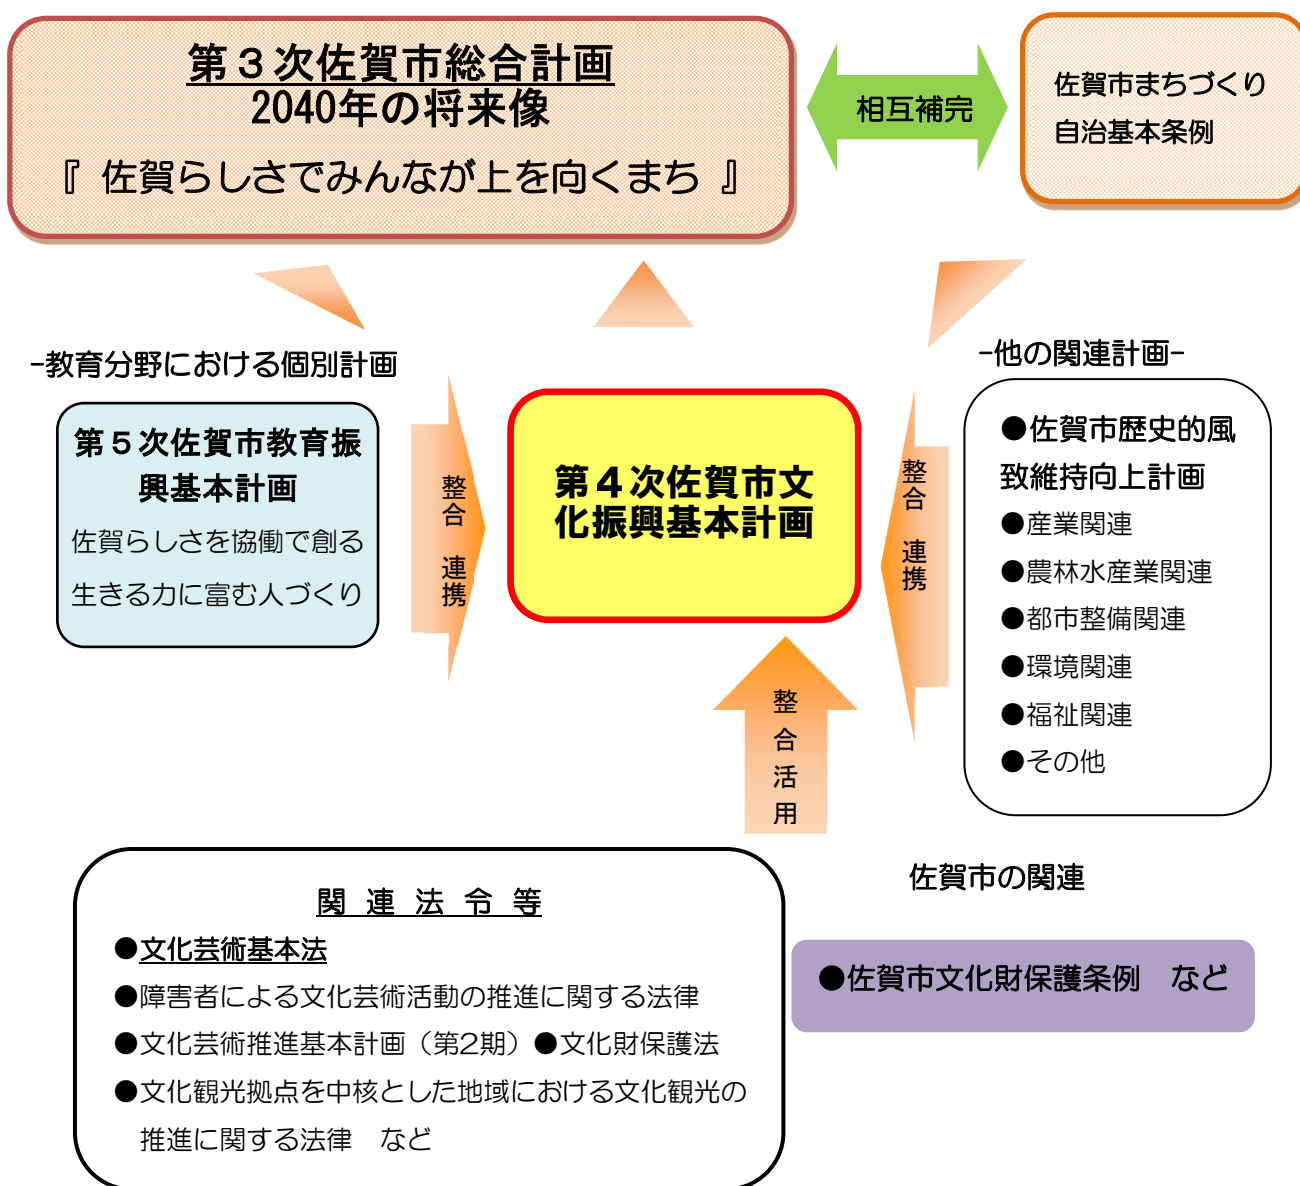 第３次佐賀市総合計画
2040年の将来像
『 佐賀らしさでみんなが上を向くまち 』
相互補完
佐賀市まちづくり
自治基本条例
-教育分野における個別計画
第５次佐賀市教育振
興基本計画
佐賀らしさを協働で創る
生きる力に富む人づくり
整合　連携
第４次佐賀市文
化振興基本計画
整合　連携
-他の関連計画-
●佐賀市歴史的風
致維持向上計画
●産業関連
●農林水産業関連
●都市整備関連
●環境関連
●福祉関連
●その他
整合活用
関 連 法 令 等
●文化芸術基本法
●障害者による文化芸術活動の推進に関する法律
●文化芸術推進基本計画（第2期）●文化財保護法
●文化観光拠点を中核とした地域における文化観光の
推進に関する法律　など
佐賀市の関連
●佐賀市文化財保護条例　など